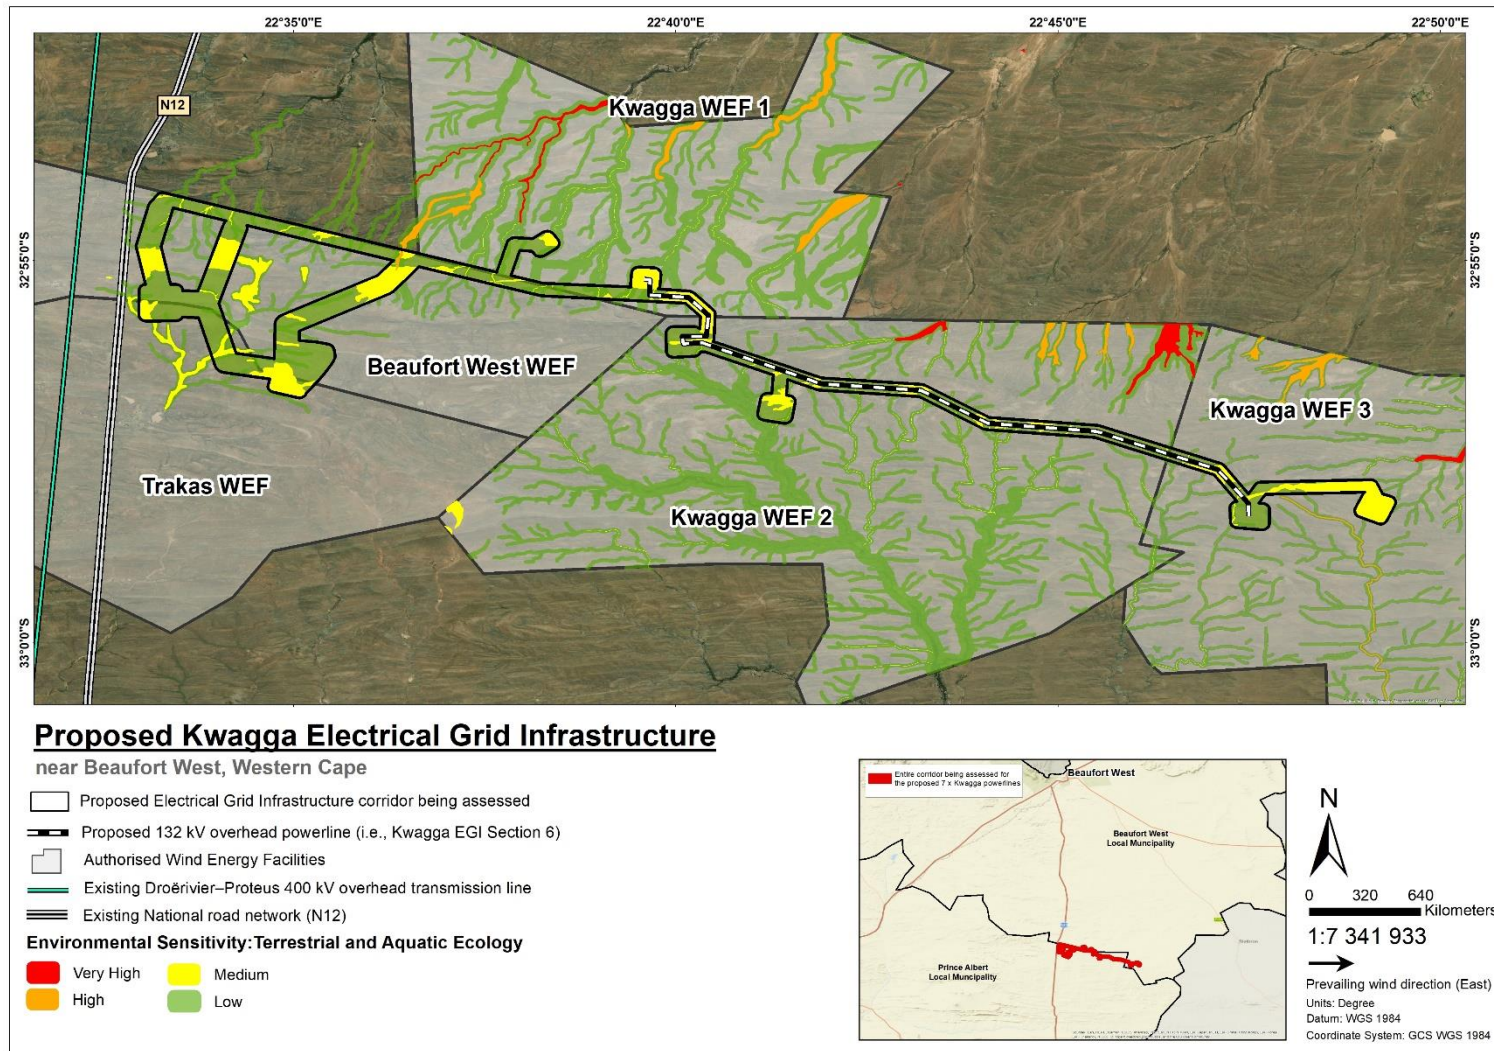 22°35'0"E
22°40'0"E
22°45'0"E
22°50'0"E
N12
Kwagga WEF 1
32°55'0"S
32°55'0"S
Beaufort West WEF
Kwagga WEF 3
Trakas WEF
Kwagga WEF 2
33°0'0"S
33°0'0"S
Proposed Kwagga Electrical Grid Infrastructure
near Beaufort West, Western Cape
Proposed Electrical Grid Infrastructure corridor being assessed
Proposed 132 kV overhead powerline (i.e., Kwagga EGI Section 6)
Authorised Wind Energy Facilities
Existing Droërivier–Proteus 400 kV overhead transmission line
Existing National road network (N12)
Environmental Sensitivity:Terrestrial and Aquatic Ecology
Very High
Medium
High
Low
Entire corridor being assessed for
the proposed 7 x Kwagga powerlines
Beaufort West
Beaufort West
Local Muncipality
Prince Albert
Local Muncipality
N
0 320 640
Kilometers
1:7 341 933
Prevailing wind direction (East)
Units: Degree
Datum: WGS 1984
Coordinate System: GCS WGS 1984